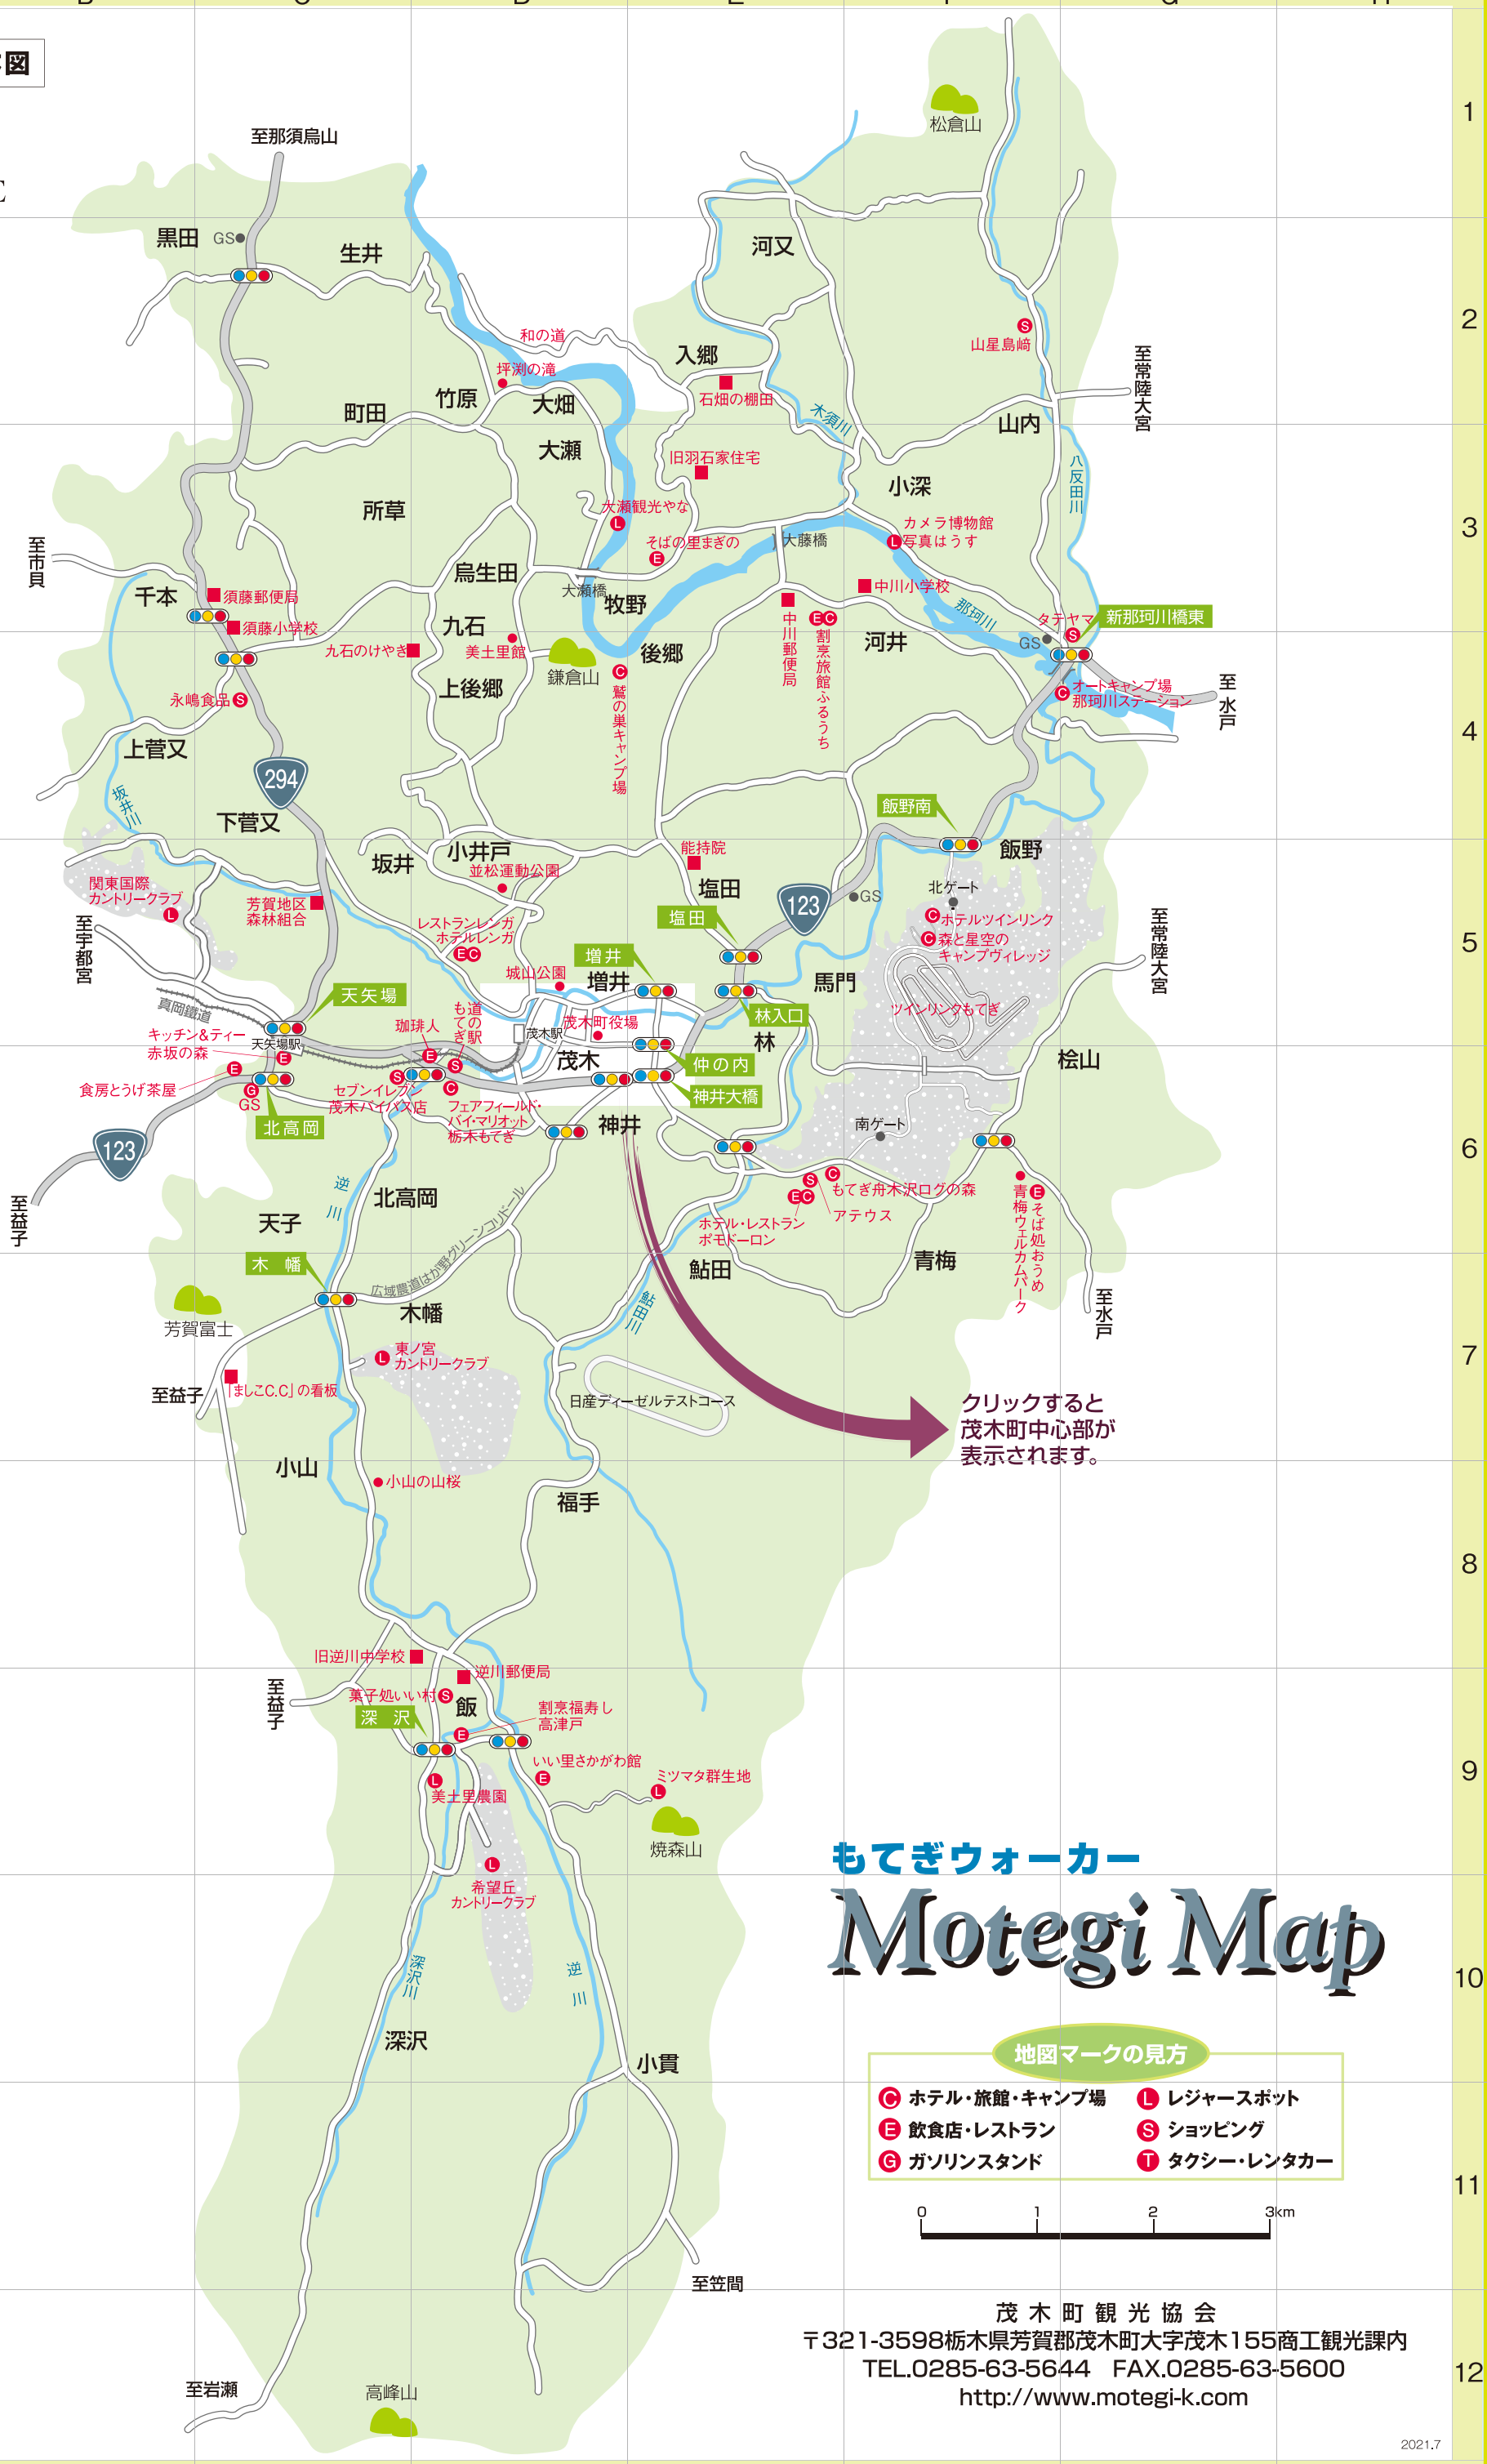 図
1
2
3
4
5
6
7
8
9
10
11
12
松倉山
至那須烏山
黒田
GS
生井
河又
和の道
坪渕の滝
入郷
石畑の棚田
山星島﨑
至常陸大宮
竹原
大畑
町田
木須川
山内
大瀬
旧羽石家住宅
八反田川
小深
所草
大瀬観光やな
そばの里まぎの
カメラ博物館
写真はうす
大藤橋
至市貝
千本
須藤郵便局
須藤小学校
烏生田
大瀬橋
牧野
中川小学校
那珂川
タテヤマ
新那珂川橋東
GS
九石
美土里館
九石のけやき
鎌倉山
後郷
中川郵便局
割烹旅館ふるうち
河井
上後郷
鷲の巣キャンプ場
オートキャンプ場
那珂川ステーション
至水戸
永嶋食品
上菅又
294
坂井川
下菅又
飯野南
飯野
坂井
小井戸
並松運動公園
能持院
塩田
塩田
123
GS
北ゲート
ホテルツインリンク
森と星空の
キャンプヴィレッジ
ツインリンクもてぎ
至常陸大宮
関東国際
カントリークラブ
芳賀地区
森林組合
至宇都宮
レストランレンガ
ホテルレンガ
城山公園
増井
増井
馬門
林入口
林
天矢場
真岡鐵道
キッチン&ティー
赤坂の森
天矢場駅
珈琲人
道の駅
もてぎ
茂木駅
茂木町役場
茂木
仲の内
神井大橋
桧山
食房とうげ茶屋
GS
北高岡
セブンイレブン
茂木バイパス店
フェアフィールド・
バイ・マリオット
栃木もてぎ
神井
南ゲート
123
至益子
逆川
北高岡
天子
木幡
もてぎ舟木沢ログの森
アテウス
ホテル・レストラン
ポモドーロン
青梅ウェルカムパーク
そば処おうめ
青梅
鮎田
鮎田川
至水戸
広域農道はが野グリーンコリドール
木幡
芳賀富士
東ノ宮
カントリークラブ
至益子
「ましこC.C」の看板
日産ディーゼルテストコース
クリックすると
茂木町中心部が
表示されます。
小山
小山の山桜
福手
旧逆川中学校
逆川郵便局
至益子
菓子処いい村
飯
深沢
割烹福寿し
高津戸
いい里さかがわ館
ミツマタ群生地
美土里農園
焼森山
希望丘
カントリークラブ
深沢川
逆川
深沢
小貫
至笠間
至岩瀬
高峰山
もてぎウォーカー
Motegi Map
地図マークの見方
C ホテル・旅館・キャンプ場
L レジャースポット
E 飲食店・レストラン
S ショッピング
G ガソリンスタンド
T タクシー・レンタカー
0 1 2 3km
茂木町観光協会
〒321-3598栃木県芳賀郡茂木町大字茂木155商工観光課内
TEL.0285-63-5644 FAX.0285-63-5600
http://www.motegi-k.com
2021.7